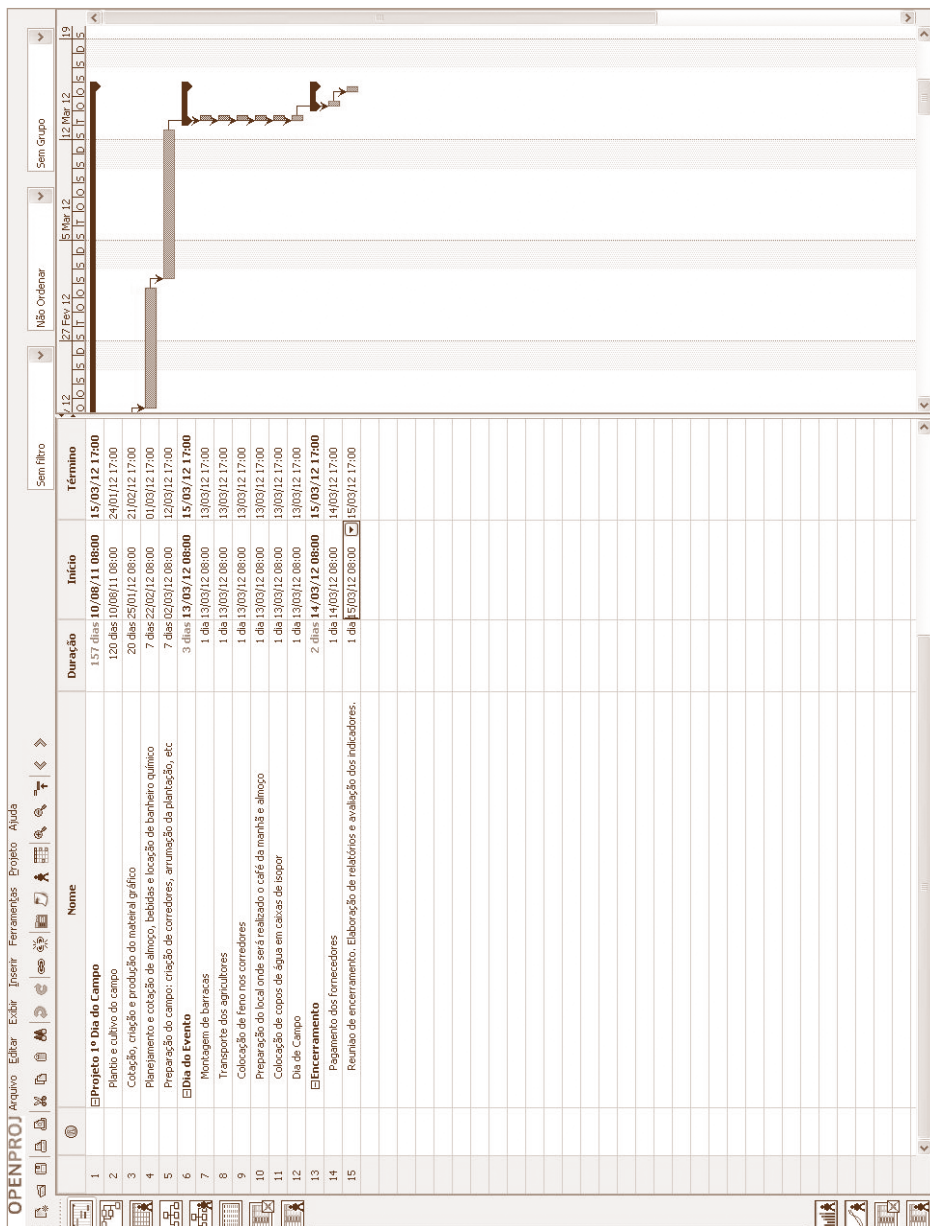 OPENPROJ Arquivo Editar Exibir Inserir Ferramentas Projeto Ajuda
Sem filtro Não Ordenar Sem Grupo
Nome Duração Início Término
27 Fev 12 5 Mar 12 12 Mar 12 19
1 Projeto 1º Dia do Campo 157 dias 10/08/11 08:00 15/03/12 17:00
2 Plantio e cultivo do campo 120 dias 10/08/11 08:00 24/01/12 17:00
3 Cotação, criação e produção do mateiral gráfico 20 dias 25/01/12 08:00 21/02/12 17:00
4 Planejamento e cotação de almoço, bebidas e locação de banheiro químico 7 dias 22/02/12 08:00 01/03/12 17:00
5 Preparação do campo: criação de corredores, arrumação da plantação, etc 7 dias 02/03/12 08:00 12/03/12 17:00
6 Dia do Evento 3 dias 13/03/12 08:00 15/03/12 17:00
7 Montagem de barracas 1 dia 13/03/12 08:00 13/03/12 17:00
8 Transporte dos agricultores 1 dia 13/03/12 08:00 13/03/12 17:00
9 Colocação de feno nos corredores 1 dia 13/03/12 08:00 13/03/12 17:00
10 Preparação do local onde será realizado o café da manhã e almoço 1 dia 13/03/12 08:00 13/03/12 17:00
11 Colocação de copos de água em caixas de isopor 1 dia 13/03/12 08:00 13/03/12 17:00
12 Dia de Campo 1 dia 13/03/12 08:00 13/03/12 17:00
13 Encerramento 2 dias 14/03/12 08:00 15/03/12 17:00
14 Pagamento dos fornecedores 1 dia 14/03/12 08:00 14/03/12 17:00
15 Reuniao de encerramento. Elaboração de relatórios e avaliação dos indicadores. 1 dia 15/03/12 08:00 15/03/12 17:00